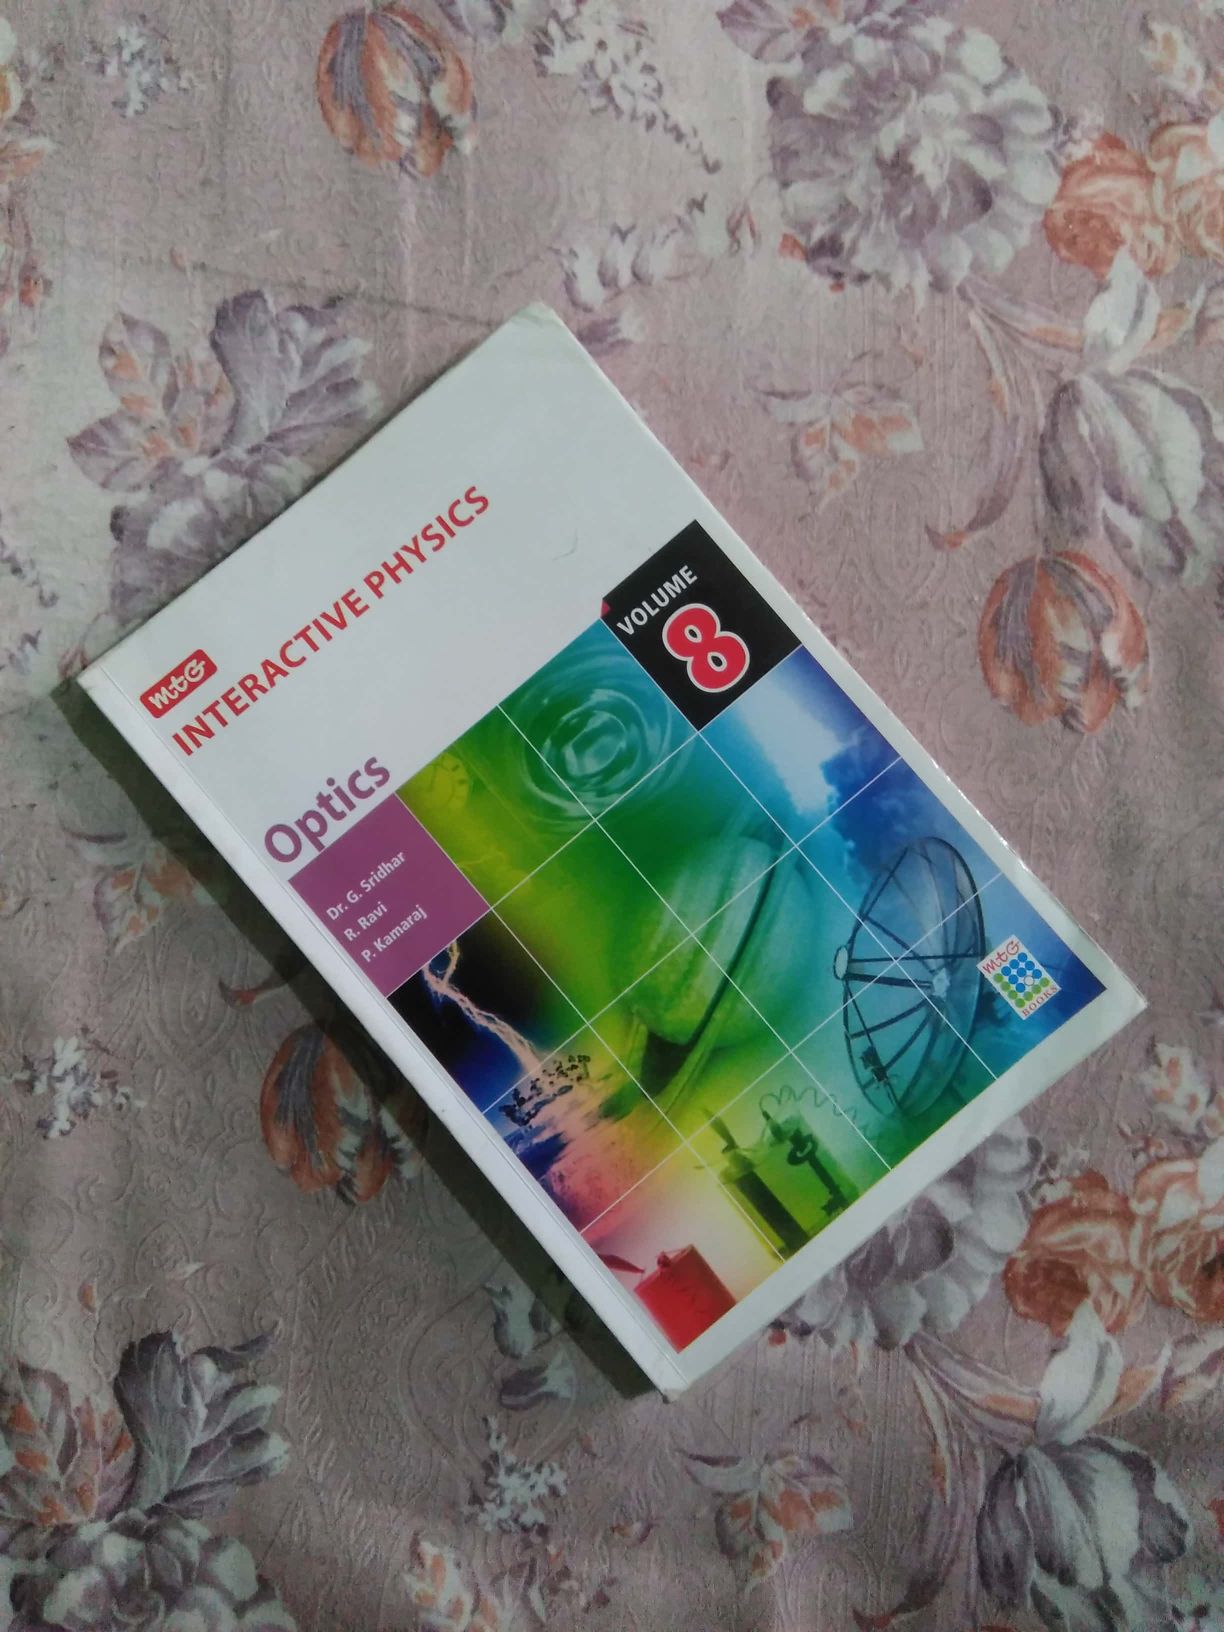 mtG
INTERACTIVE PHYSICS
VOLUME
8
Optics
Dr. G. Sridhar
R. Ravi
P. Kamaraj
mtG
BOOKS